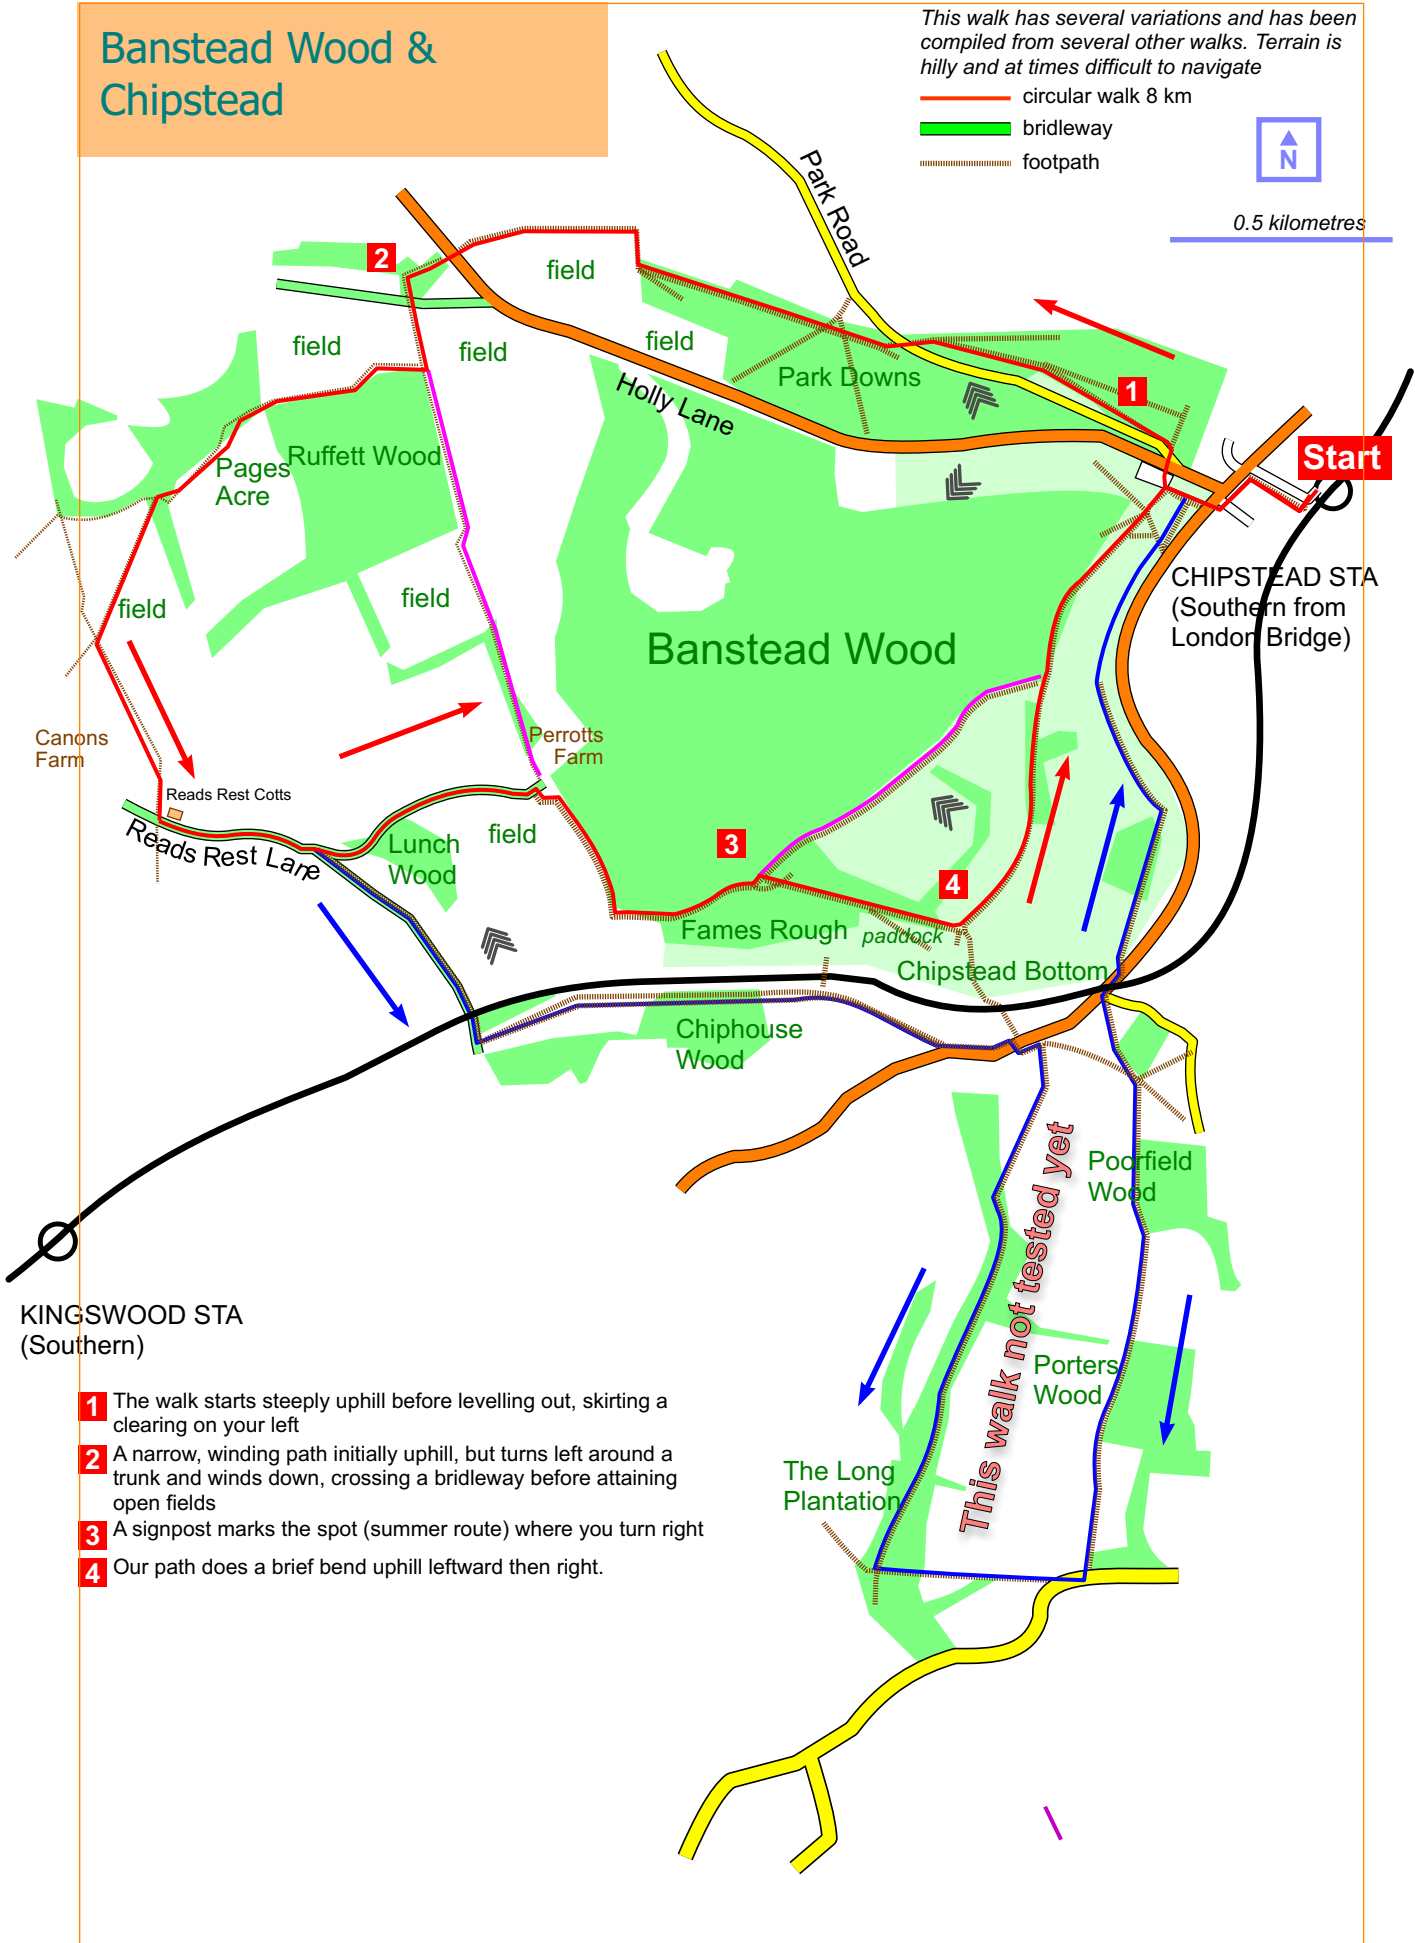 Banstead Wood &
Chipstead
This walk has several variations and has been
compiled from several other walks. Terrain is
hilly and at times difficult to navigate
circular walk 8 km
bridleway
footpath
N
0.5 kilometres
Park Road
2
field
field
field
field
Holly Lane
Park Downs
1
Start
Pages
Acre
Ruffett Wood
CHIPSTEAD STA
(Southern from
London Bridge)
field
field
Banstead Wood
Canons
Farm
Perrotts
Farm
Reads Rest Cotts
Reads Rest Lane
Lunch
Wood
field
3
4
Fames Rough
paddock
Chipstead Bottom
Chiphouse
Wood
This walk not tested yet
Poorfield
Wood
KINGSWOOD STA
(Southern)
Porters
Wood
The Long
Plantation
1 The walk starts steeply uphill before levelling out, skirting a
clearing on your left
2 A narrow, winding path initially uphill, but turns left around a
trunk and winds down, crossing a bridleway before attaining
open fields
3 A signpost marks the spot (summer route) where you turn right
4 Our path does a brief bend uphill leftward then right.